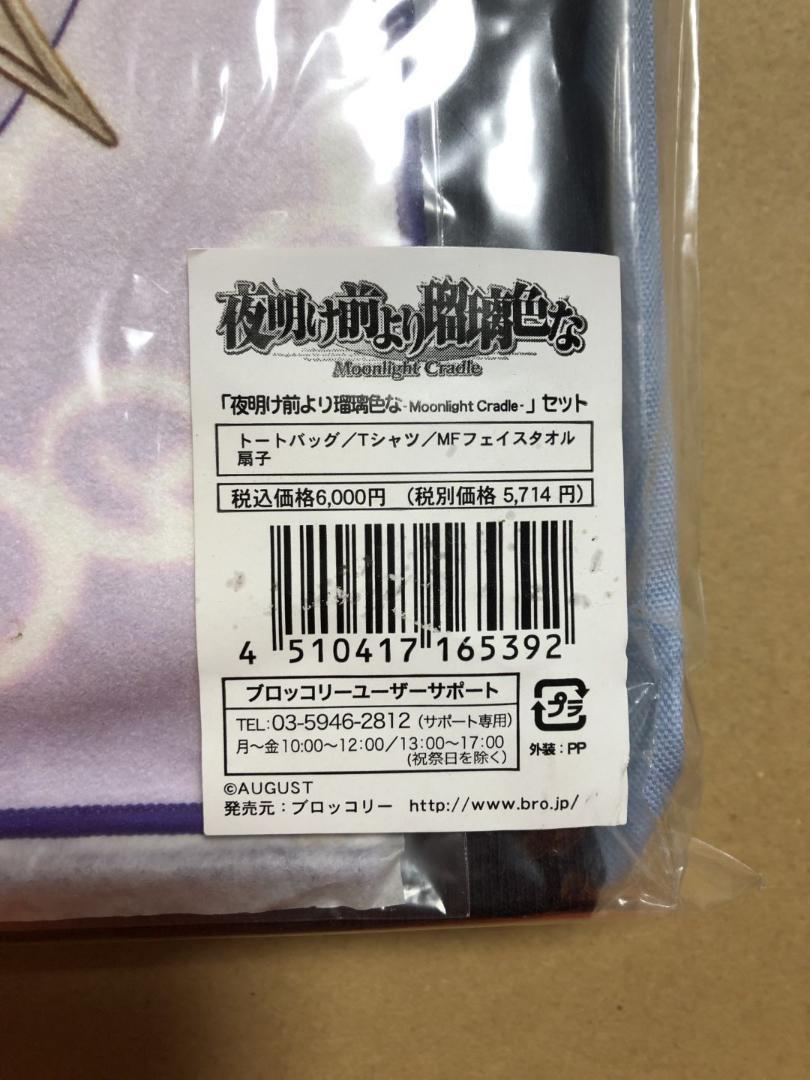 夜明け前より瑠璃色な
Moonlight Cradle
「夜明け前より瑠璃色な-Moonlight Cradle-」セット
トートバッグ／Tシャツ／MFフェイスタオル
扇子
税込価格6,000円 （税別価格 5,714 円）
4 510417 165392
ブロッコリーユーザーサポート
TEL:03-5946-2812（サポート専用）
月～金10:00～12:00／13:00～17:00
(祝祭日を除く)
プラ
外装：PP
©AUGUST
発売元：ブロッコリー http://www.bro.jp/